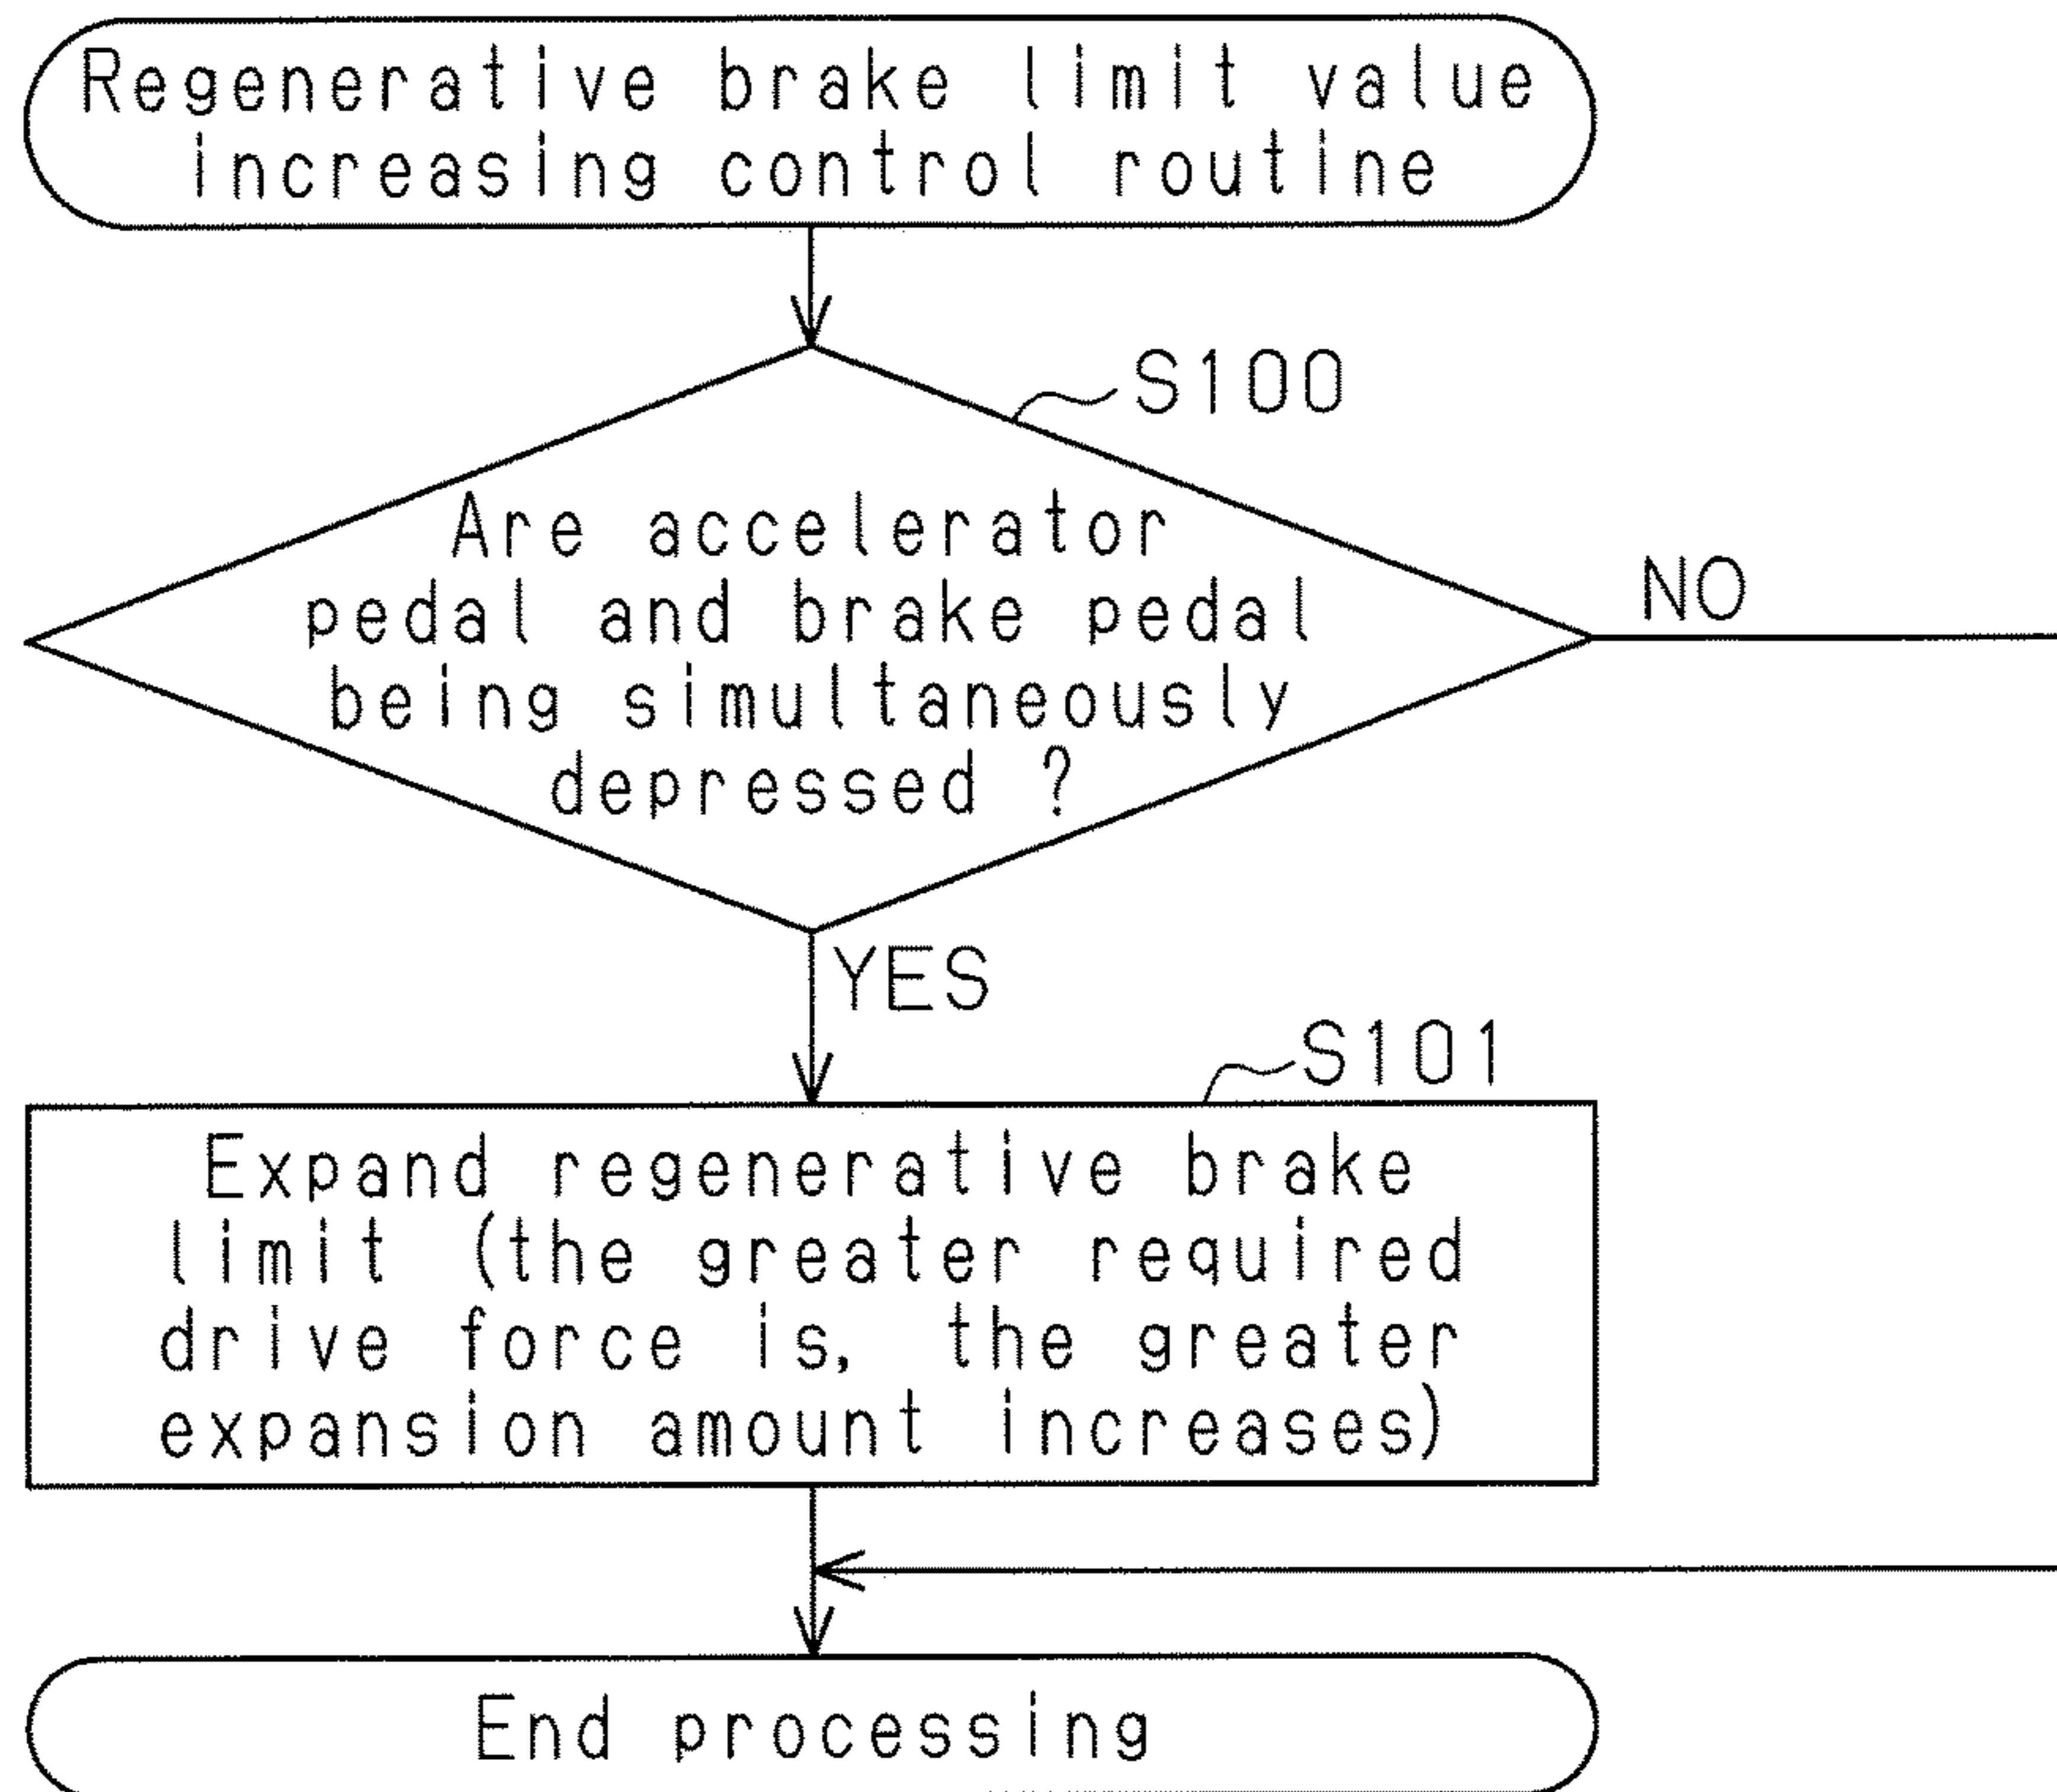 Regenerative brake limit value
increasing control routine
S100
Are accelerator
pedal and brake pedal
being simultaneously
depressed ?
NO
YES
S101
Expand regenerative brake
limit (the greater required
drive force is, the greater
expansion amount increases)
End processing